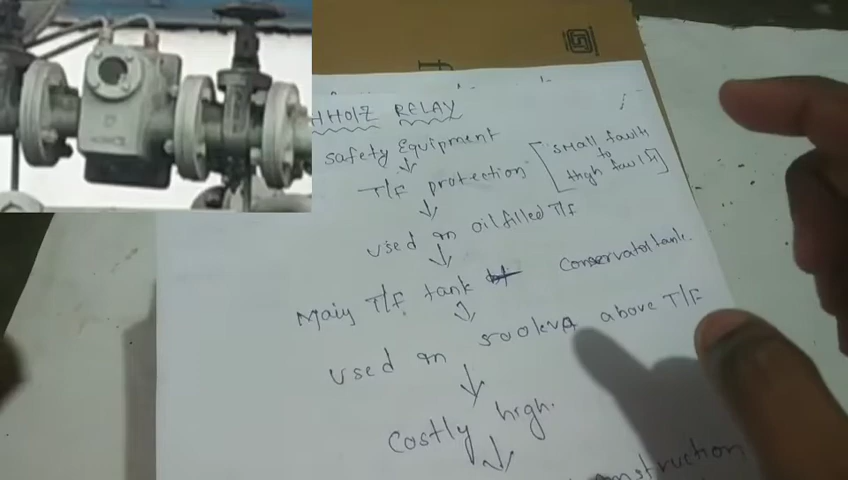 HHOLZ RELAY
Safety Equipment
T/F protection [small fault
to
high fault]
used in oil filled T/F
Main T/F tank conservator tank.
used in 500kVA above T/F
costly high.
onstruction